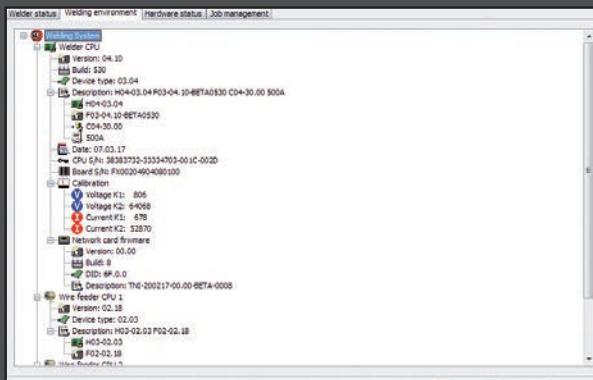 Welder status Welding environment Hardware status Job management
Welding System
Welder CPU
Version: 04.10
Build: 530
Device type: 03.04
Description: H04-03.04 F03-04.10-BETA0530 C04-30.00 500A
H04-03.04
F03-04.10-BETA0530
C04-30.00
500A
Date: 07.03.17
CPU S/N: 38383732-33334703-001C-002D
Board S/N: FX00204904080100
Calibration
Voltage K1: 806
Voltage K2: 64068
Current K1: 678
Current K2: 52870
Network card firmware
Version: 00.00
Build: 8
DID: 6F.0.0
Description: TNI-200217-00.00-BETA-0008
Wire feeder CPU 1
Version: 02.18
Device type: 02.03
Description: H03-02.03 F02-02.18
H03-02.03
F02-02.18
Wire feeder CPU 2